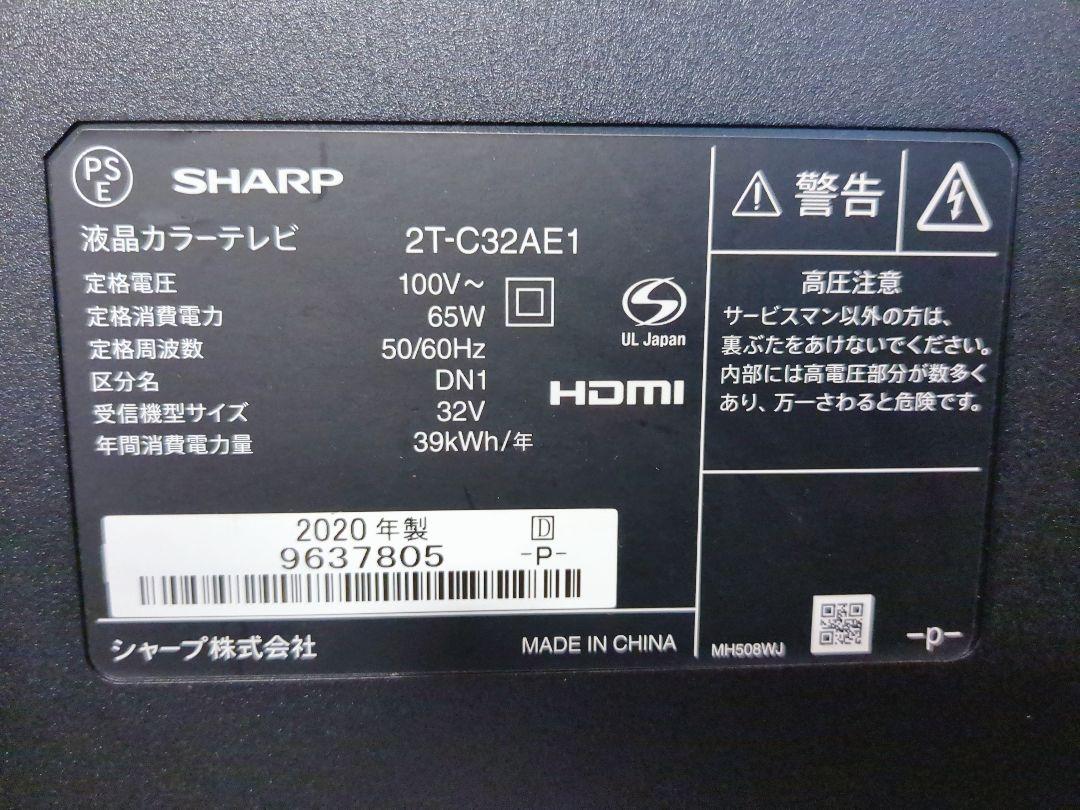 PS
E
SHARP
液晶カラーテレビ 2T-C32AE1
定格電圧 100V～
定格消費電力 65W
定格周波数 50/60Hz
区分名 DN1
受信機型サイズ 32V
年間消費電力量 39kWh/年
UL Japan
HDMI
2020 年製 D
9637805 -P-
シャープ株式会社 MADE IN CHINA
警告
高圧注意
サービスマン以外の方は、
裏ぶたをあけないでください。
内部には高電圧部分が数多く
あり、万一さわると危険です。
MH508WJ -p-